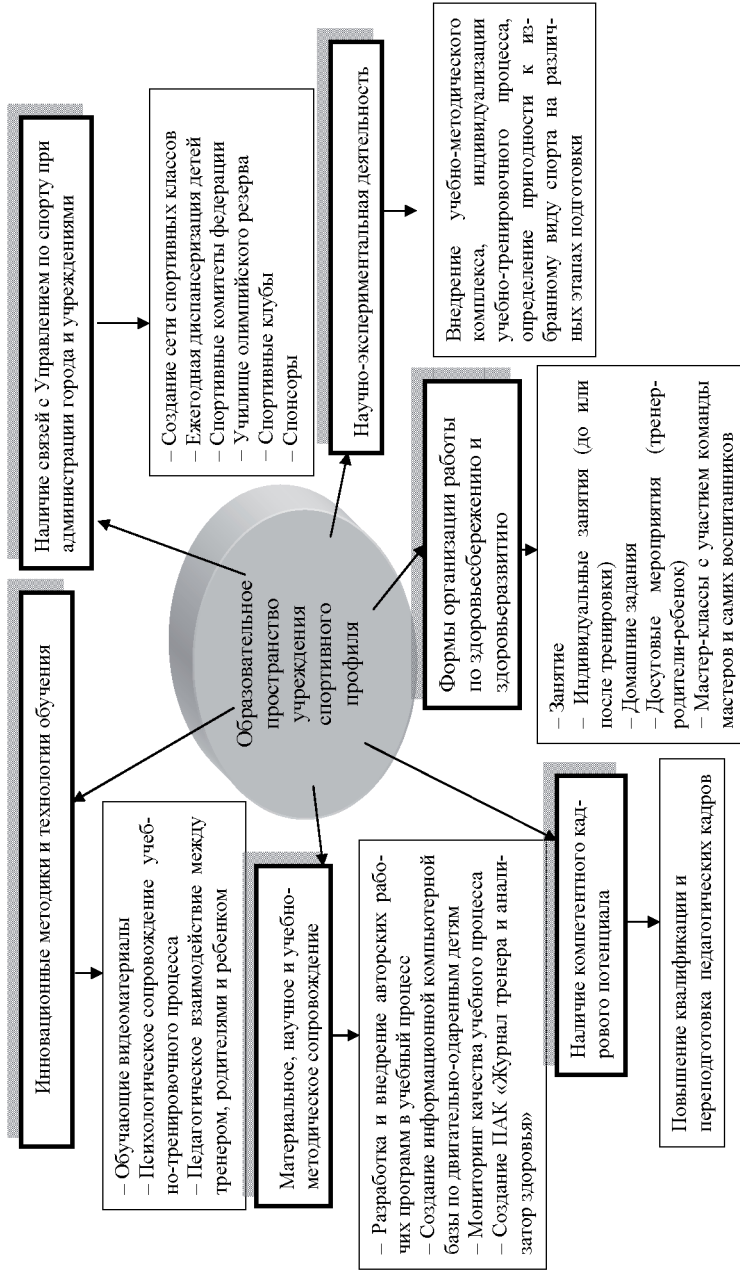 Инновационные методики и технологии обучения
– Обучающие видеоматериалы
– Психологическое сопровождение учеб-
но-тренировочного процесса
– Педагогическое взаимодействие между
тренером, родителями и ребенком
Наличие связей с Управлением по спорту при
администрации города и учреждениями
– Создание сети спортивных классов
– Ежегодная диспансеризация детей
– Спортивные комитеты федерации
– Училище олимпийского резерва
– Спортивные клубы
– Спонсоры
Образовательное
пространство
учреждения
спортивного
профиля
Материальное, научное и учебно-
методическое сопровождение
– Разработка и внедрение авторских рабо-
чих программ в учебный процесс
– Создание информационной компьютерной
базы по двигательно-одаренным детям
– Мониторинг качества учебного процесса
– Создание ПАК «Журнал тренера и анали-
затор здоровья»
Научно-экспериментальная деятельность
Внедрение учебно-методического
комплекса, индивидуализации
учебно-тренировочного процесса,
определение пригодности к из-
бранному виду спорта на различ-
ных этапах подготовки
Формы организации работы
по здоровьесбережению и
здоровьеразвитию
– Занятие
– Индивидуальные занятия (до или
после тренировки)
– Домашние задания
– Досуговые мероприятия (тренер-
родители-ребенок)
– Мастер-классы с участием команды
мастеров и самих воспитанников
Наличие компетентного кад-
рового потенциала
Повышение квалификации и
переподготовка педагогических кадров